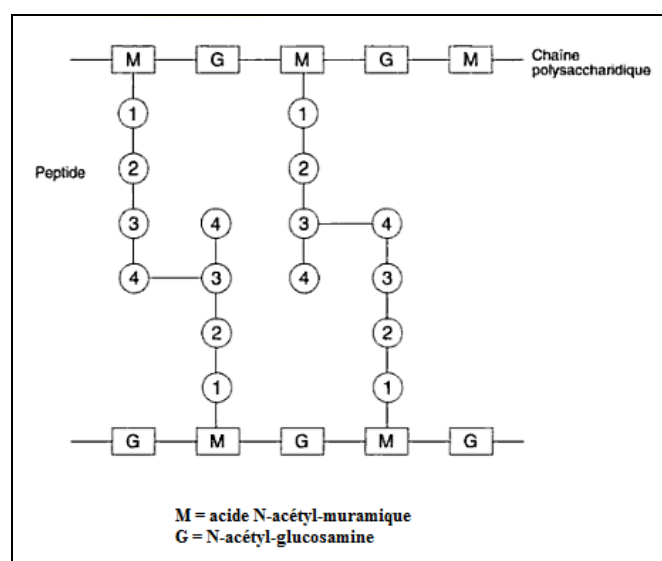 M G M G M
Chaîne
polysaccharidique
1 1
2 2
Peptide
3 4 3 4
4 3 4 3
2 2
1 1
G M G M G
M = acide N-acétyl-muramique
G = N-acétyl-glucosamine